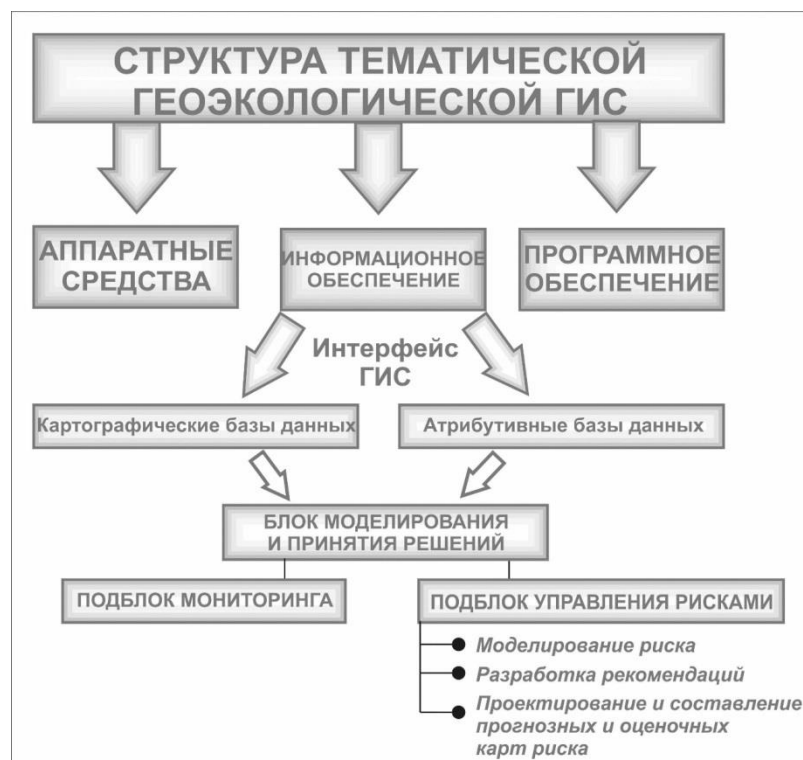 СТРУКТУРА ТЕМАТИЧЕСКОЙ
ГЕОЭКОЛОГИЧЕСКОЙ ГИС
АППАРАТНЫЕ
СРЕДСТВА
ИНФОРМАЦИОННОЕ
ОБЕСПЕЧЕНИЕ
ПРОГРАММНОЕ
ОБЕСПЕЧЕНИЕ
Интерфейс
ГИС
Картографические базы данных
Атрибутивные базы данных
БЛОК МОДЕЛИРОВАНИЯ
И ПРИНЯТИЯ РЕШЕНИЙ
ПОДБЛОК МОНИТОРИНГА
ПОДБЛОК УПРАВЛЕНИЯ РИСКАМИ
Моделирование риска
Разработка рекомендаций
Проектирование и составление
прогнозных и оценочных
карт риска